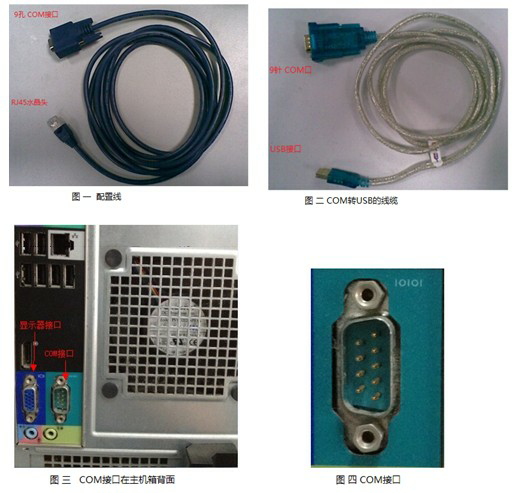 9孔 COM接口
RJ45水晶头
图 一 配置线
9针 COM口
USB接口
图 二 COM转USB的线缆
显示器接口
COM接口
图 三 COM接口在主机箱背面
IOIOI
图 四 COM接口